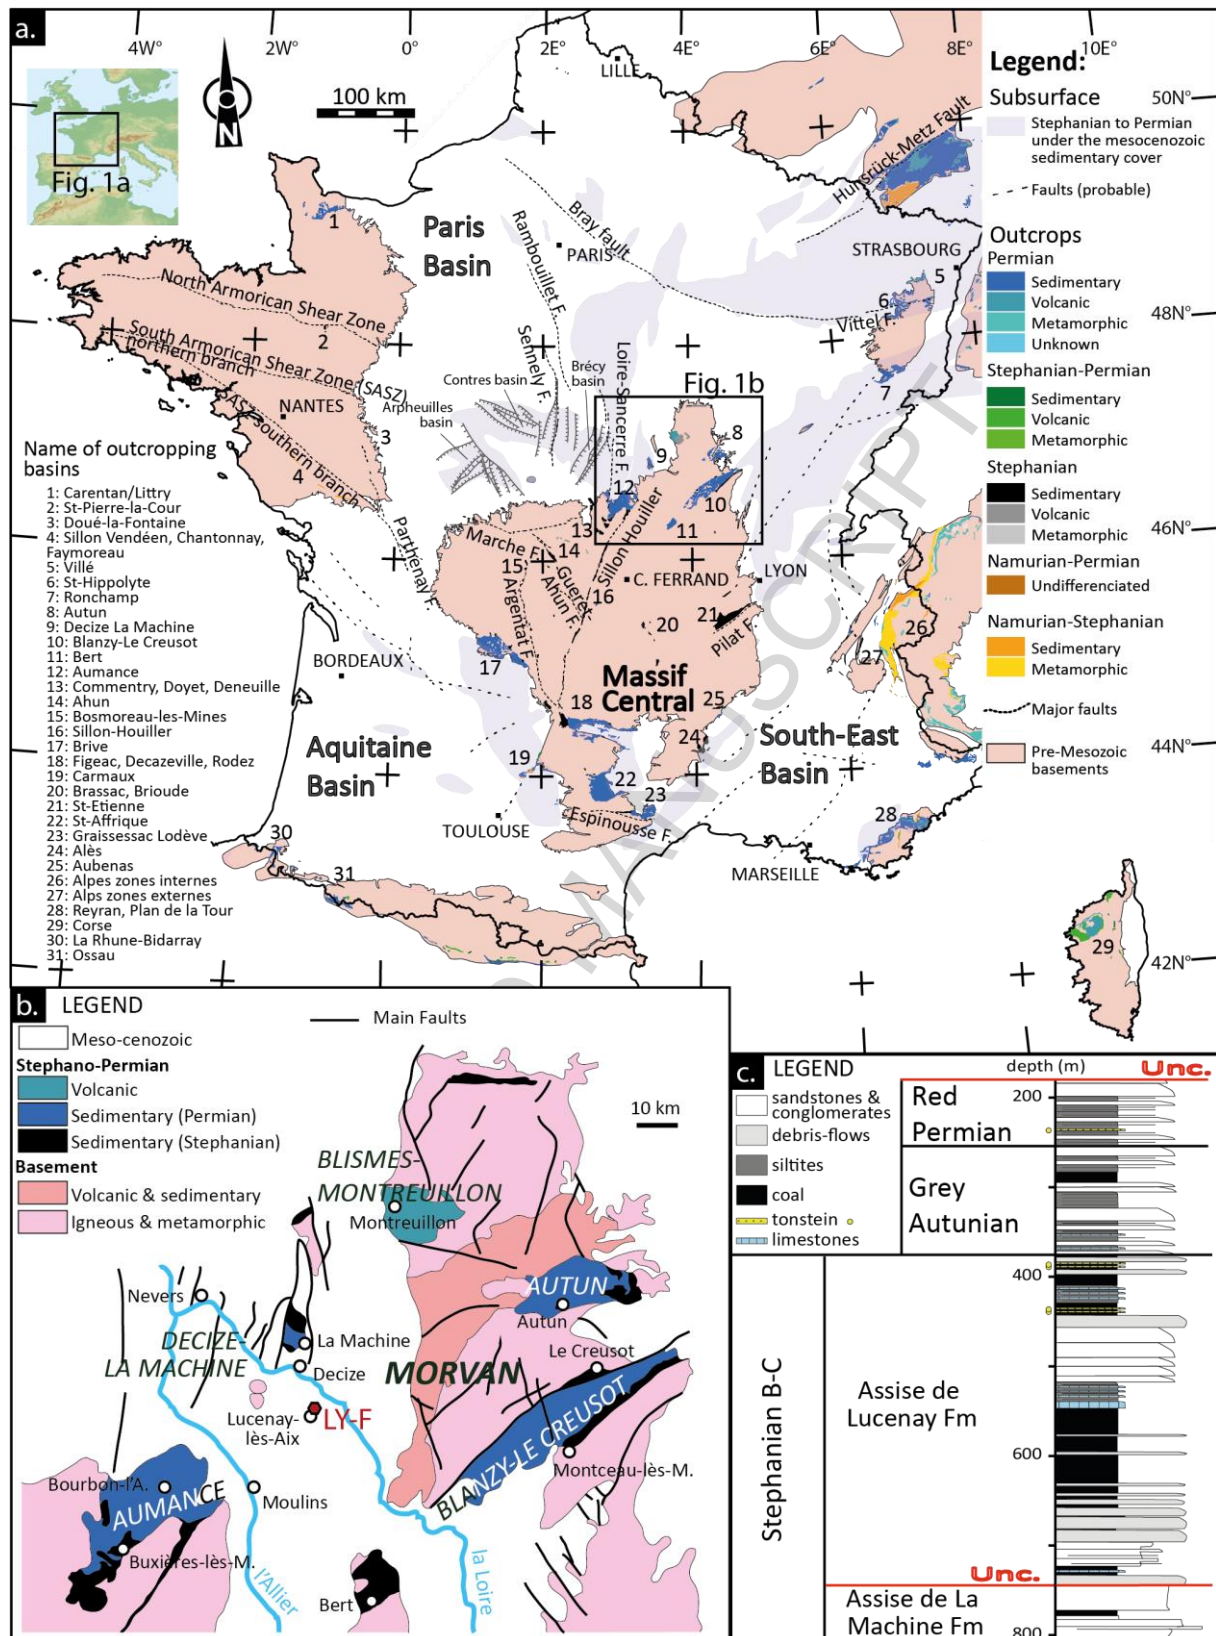 a.
4W°
2W°
0°
2E°
4E°
6E°
8E°
10E°
50N°
48N°
46N°
44N°
42N°
Fig. 1a
N
100 km
LILLE
Paris
Basin
PARIS
Bray fault
Rambouillet F.
Sennely F.
Hunsrück-Metz Fault
STRASBOURG
Vittel F.
North Armorican Shear Zone
South Armorican Shear Zone (SASZ)
northern branch
SASZ southern branch
NANTES
Contres basin
Arpheuilles
basin
Brécy
basin
Loire-Sancerre F.
Fig. 1b
Parthenay F.
Marche F.
Argentat F.
Ahun F.
Gueret
Sillon Houiller
C. FERRAND
LYON
Pilat F.
Massif
Central
BORDEAUX
Aquitaine
Basin
TOULOUSE
Espinousse F.
South-East
Basin
MARSEILLE
1
2
3
4
5
6
7
8
9
10
11
12
13
14
15
16
17
18
19
20
21
22
23
24
25
26
27
28
29
30
31
MANUSCRIPT
Name of outcropping
basins
1: Carentan/Littry
2: St-Pierre-la-Cour
3: Doué-la-Fontaine
4: Sillon Vendéen, Chantonnay,
Faymoreau
5: Villé
6: St-Hippolyte
7: Ronchamp
8: Autun
9: Decize La Machine
10: Blanzy-Le Creusot
11: Bert
12: Aumance
13: Commentry, Doyet, Deneuille
14: Ahun
15: Bosmoreau-les-Mines
16: Sillon-Houiller
17: Brive
18: Figeac, Decazeville, Rodez
19: Carmaux
20: Brassac, Brioude
21: St-Etienne
22: St-Affrique
23: Graissessac Lodève
24: Alès
25: Aubenas
26: Alpes zones internes
27: Alps zones externes
28: Reyran, Plan de la Tour
29: Corse
30: La Rhune-Bidarray
31: Ossau
Legend:
Subsurface
Stephanian to Permian
under the mesocenozoic
sedimentary cover
Faults (probable)
Outcrops
Permian
Sedimentary
Volcanic
Metamorphic
Unknown
Stephanian-Permian
Sedimentary
Volcanic
Metamorphic
Stephanian
Sedimentary
Volcanic
Metamorphic
Namurian-Permian
Undifferenciated
Namurian-Stephanian
Sedimentary
Metamorphic
Major faults
Pre-Mesozoic
basements
b.
LEGEND
Meso-cenozoic
Stephano-Permian
Volcanic
Sedimentary (Permian)
Sedimentary (Stephanian)
Basement
Volcanic & sedimentary
Igneous & metamorphic
Main Faults
10 km
BLISMES-
MONTREUILLON
Montreuillon
Nevers
DECIZE-
LA MACHINE
La Machine
Decize
AUTUN
Autun
Le Creusot
MORVAN
LY-F
Lucenay-
lès-Aix
BLANZY-LE CREUSOT
Montceau-lès-M.
Bourbon-l'A.
AUMANCE
Moulins
Buxières-lès-M.
l'Allier
Bert
la Loire
c.
LEGEND
sandstones &
conglomerates
debris-flows
siltites
coal
tonstein
limestones
depth (m)
Unc.
200
400
600
800
Red
Permian
Grey
Autunian
Stephanian B-C
Assise de
Lucenay Fm
Unc.
Assise de La
Machine Fm